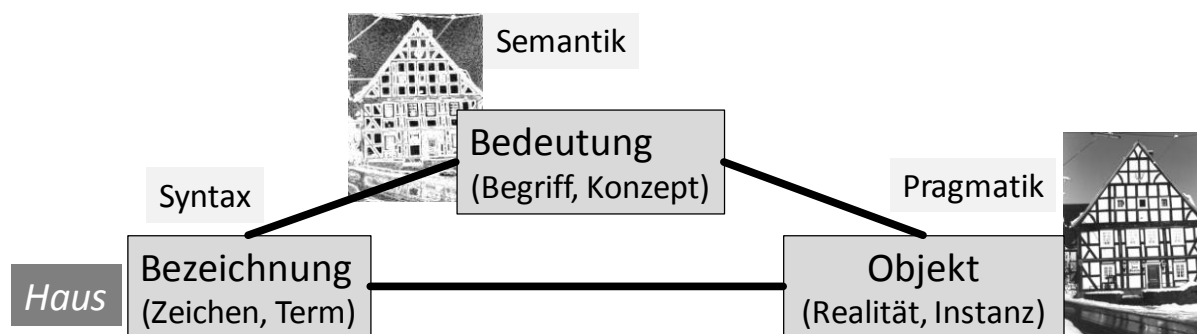 Semantik
Bedeutung
(Begriff, Konzept)
Syntax
Pragmatik
Haus
Bezeichnung
(Zeichen, Term)
Objekt
(Realität, Instanz)